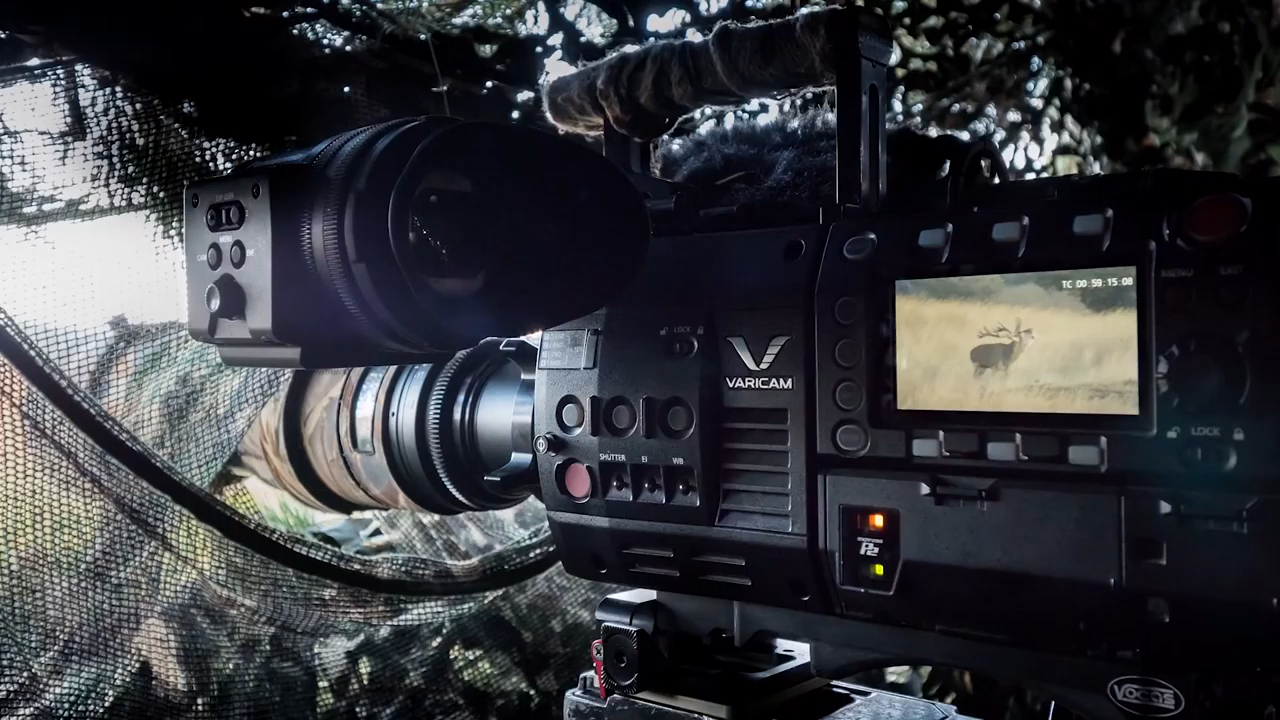 TC 00:59:15:08
MENU
EXIT
LOCK
VARICAM
SHUTTER
EI
WB
LOCK
P2
Vocas